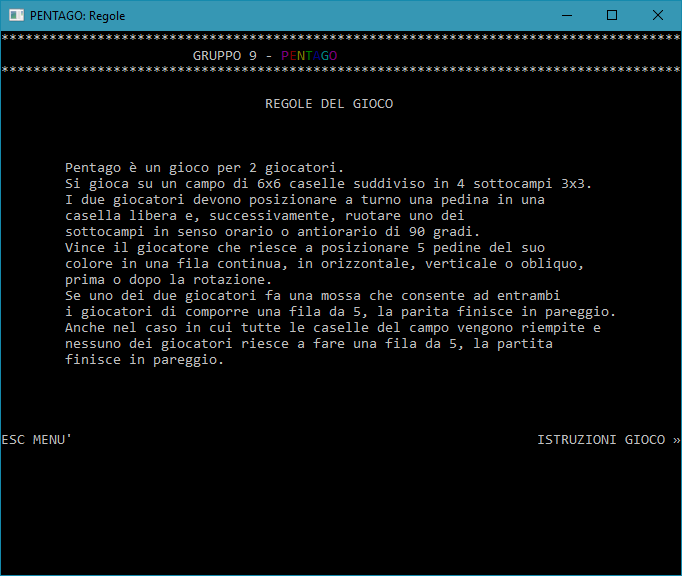 PENTAGO: Regole
*************************************************************************************
GRUPPO 9 - PENTAGO
*************************************************************************************
REGOLE DEL GIOCO
Pentago è un gioco per 2 giocatori.
Si gioca su un campo di 6x6 caselle suddiviso in 4 sottocampi 3x3.
I due giocatori devono posizionare a turno una pedina in una
casella libera e, successivamente, ruotare uno dei
sottocampi in senso orario o antiorario di 90 gradi.
Vince il giocatore che riesce a posizionare 5 pedine del suo
colore in una fila continua, in orizzontale, verticale o obliquo,
prima o dopo la rotazione.
Se uno dei due giocatori fa una mossa che consente ad entrambi
i giocatori di comporre una fila da 5, la parita finisce in pareggio.
Anche nel caso in cui tutte le caselle del campo vengono riempite e
nessuno dei giocatori riesce a fare una fila da 5, la partita
finisce in pareggio.
ESC MENU' ISTRUZIONI GIOCO »